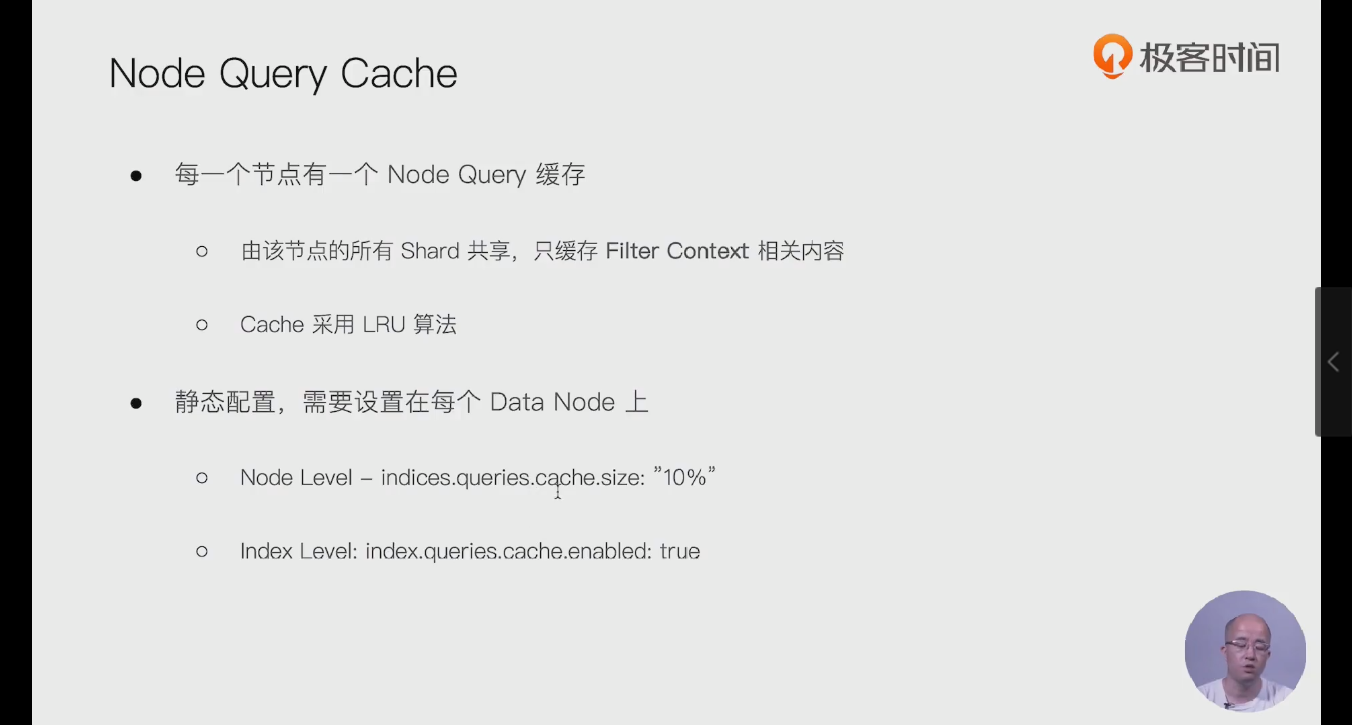 极客时间
Node Query Cache
每一个节点有一个 Node Query 缓存
由该节点的所有 Shard 共享，只缓存 Filter Context 相关内容
Cache 采用 LRU 算法
静态配置，需要设置在每个 Data Node 上
Node Level – indices.queries.cache.size: ”10%”
Index Level: index.queries.cache.enabled: true